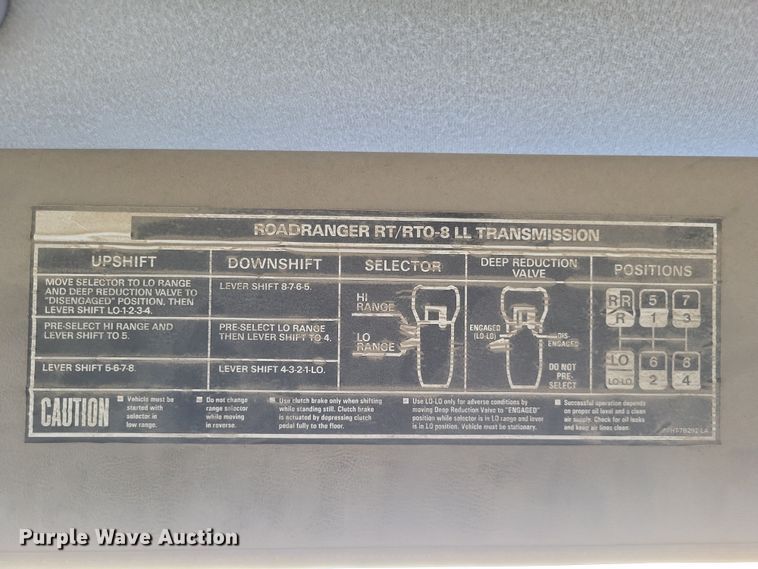 ROADRANGER RT/RTO-8 LL TRANSMISSION
UPSHIFT
MOVE SELECTOR TO LO RANGE
AND DEEP REDUCTION VALVE TO
"DISENGAGED" POSITION, THEN
LEVER SHIFT LO-1-2-3-4.
PRE-SELECT HI RANGE AND
LEVER SHIFT TO 5.
LEVER SHIFT 5-6-7-8.
DOWNSHIFT
LEVER SHIFT 8-7-6-5.
PRE-SELECT LO RANGE
THEN LEVER SHIFT TO 4.
LEVER SHIFT 4-3-2-1-LO.
SELECTOR
HI
RANGE
LO
RANGE
DEEP REDUCTION
VALVE
ENGAGED
(LO-LO)
DIS-
ENGAGED
DO NOT
PRE-
SELECT
POSITIONS
R R 5 7
R 1 3
LO 6 8
LO-LO 2 4
CAUTION
Vehicle must be
started with
selector in
low range.
Do not change
range selector
while moving
in reverse.
Use clutch brake only when shifting
while standing still. Clutch brake
is actuated by depressing clutch
pedal fully to the floor.
Use LO-LO only for adverse conditions by
moving Deep Reduction Valve to "ENGAGED"
position while selector is in LO range and lever
is in LO position. Vehicle must be stationary.
Successful operation depends
on proper oil level and a clean
air supply. Check for oil leaks
and keep air lines clean.
Purple Wave Auction